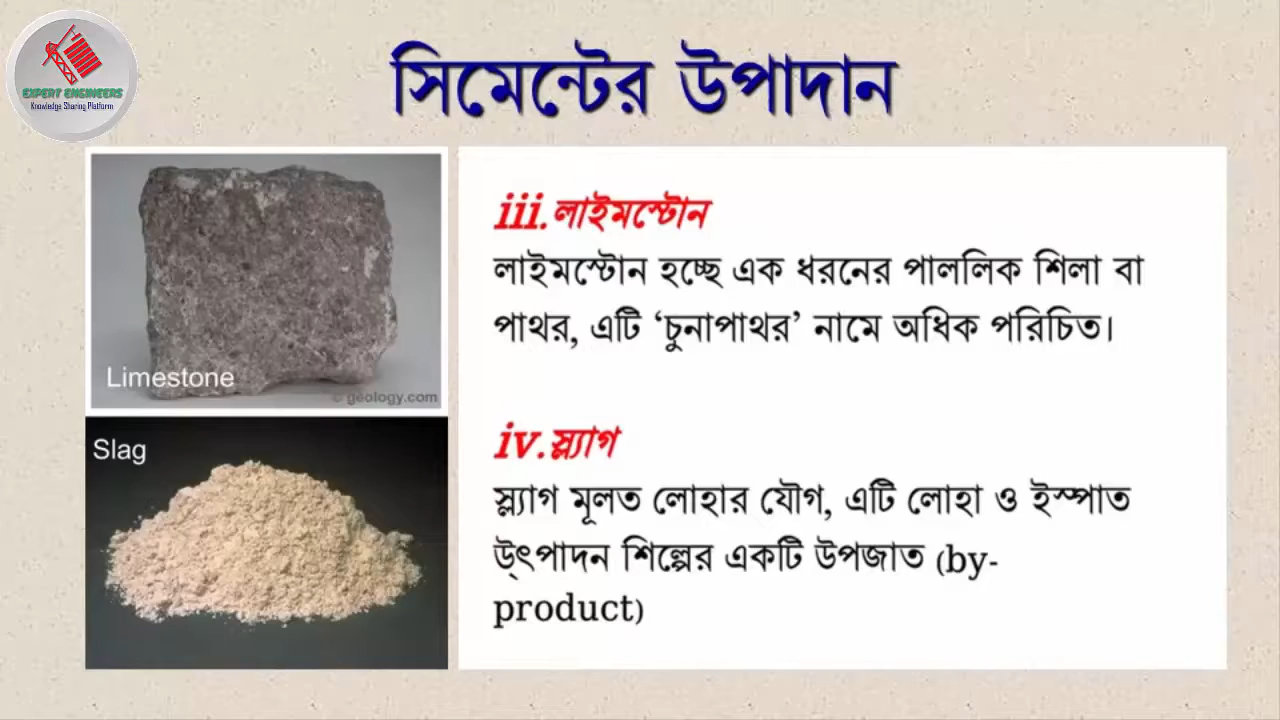 EXPERT ENGINEERS
Knowledge Sharing Platform
সিমেন্টের উপাদান
Limestone
© geology.com
Slag
iii.লাইমস্টোন
লাইমস্টোন হচ্ছে এক ধরনের পাললিক শিলা বা
পাথর, এটি ‘চুনাপাথর’ নামে অধিক পরিচিত।
iv.স্ল্যাগ
স্ল্যাগ মূলত লোহার যৌগ, এটি লোহা ও ইস্পাত
উৎপাদন শিল্পের একটি উপজাত (by-
product)